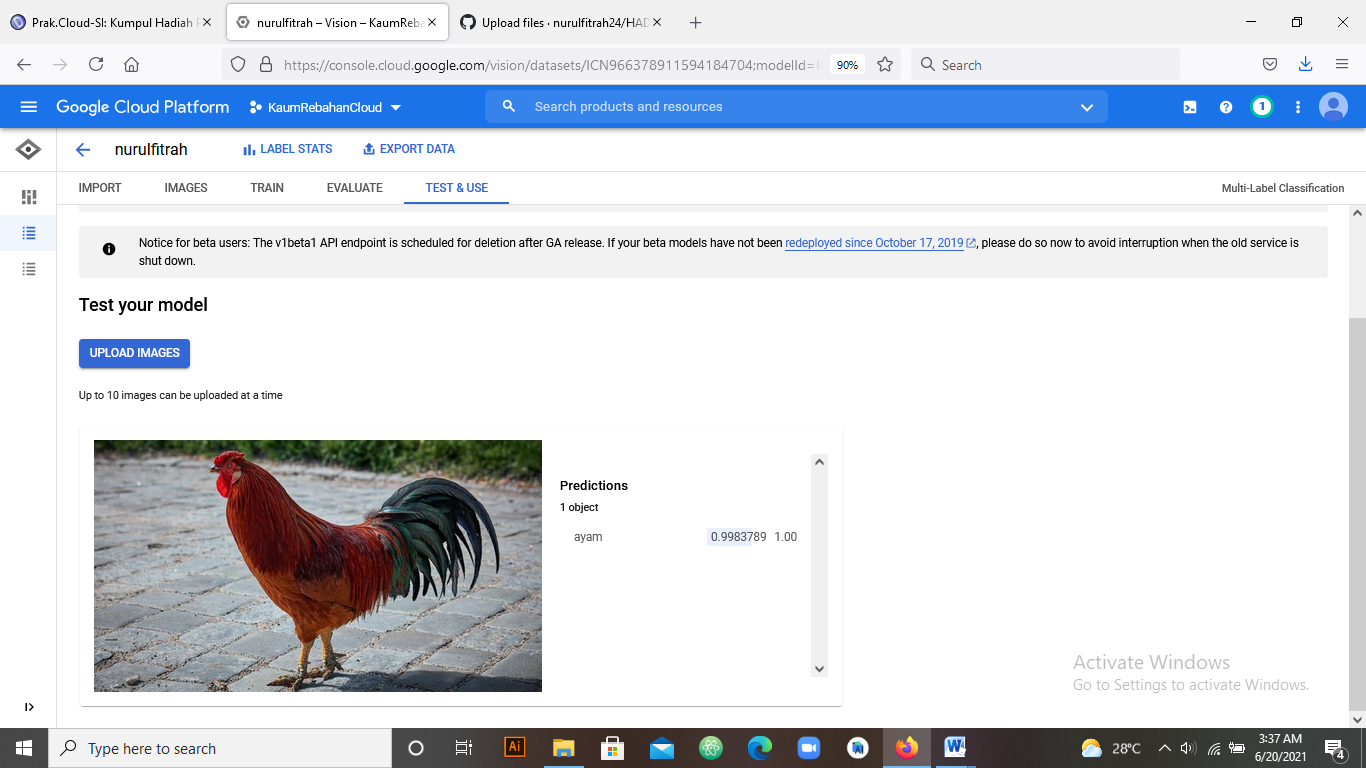 Prak.Cloud-SI: Kumpul Hadiah
nurulfitrah – Vision – KaumReba
Upload files · nurulfitrah24/HAD
https://console.cloud.google.com/vision/datasets/ICN966378911594184704;modelId=
90%
Search
Google Cloud Platform
KaumRebahanCloud
Search products and resources
1
nurulfitrah
LABEL STATS
EXPORT DATA
IMPORT
IMAGES
TRAIN
EVALUATE
TEST & USE
Multi-Label Classification
Notice for beta users: The v1beta1 API endpoint is scheduled for deletion after GA release. If your beta models have not been redeployed since October 17, 2019, please do so now to avoid interruption when the old service is
shut down.
Test your model
UPLOAD IMAGES
Up to 10 images can be uploaded at a time
Predictions
1 object
ayam 0.9983789 1.00
Activate Windows
Go to Settings to activate Windows.
Type here to search
Ai
W
28°C
3:37 AM
6/20/2021
4